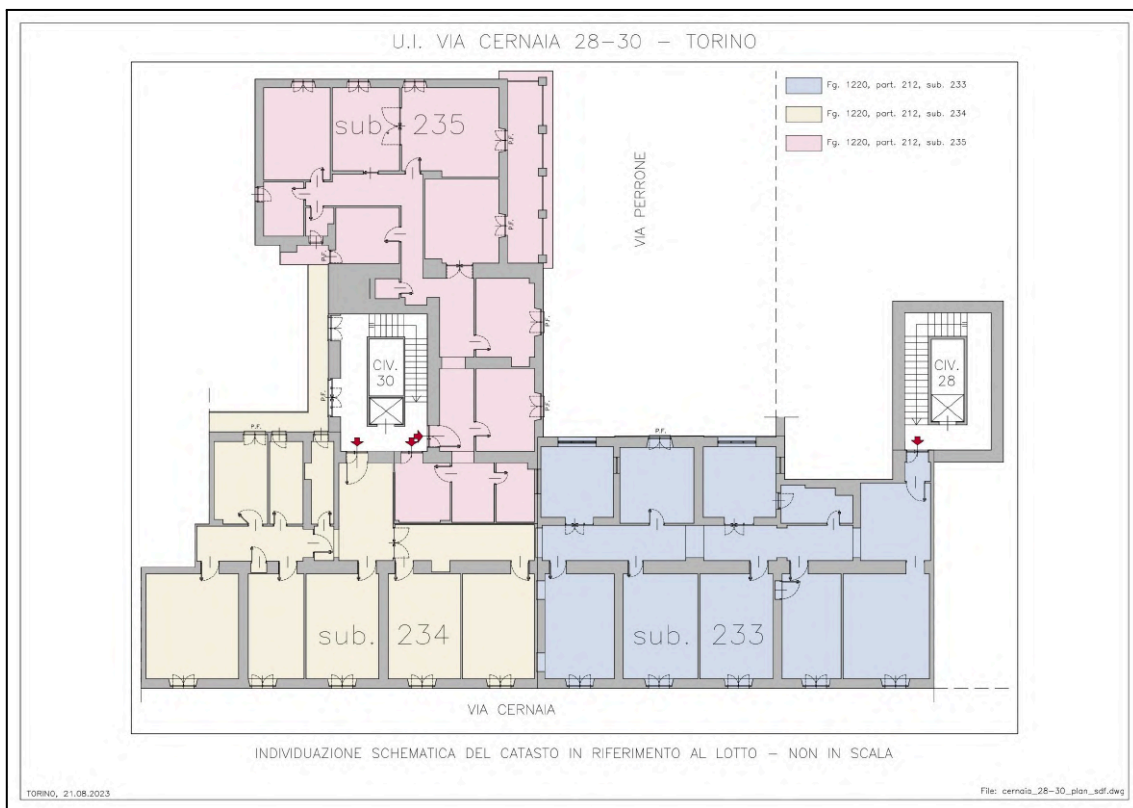 U.I. VIA CERNAIA 28-30 - TORINO
Fg. 1220, part. 212, sub. 233
Fg. 1220, part. 212, sub. 234
Fg. 1220, part. 212, sub. 235
sub. 235
P.F.
VIA PERRONE
P.F.
P.F.
P.F.
CIV.
30
CIV.
28
P.F.
P.F.
P.F.
P.F.
sub. 234
sub. 233
VIA CERNAIA
INDIVIDUAZIONE SCHEMATICA DEL CATASTO IN RIFERIMENTO AL LOTTO - NON IN SCALA
TORINO, 21.08.2023
File: cernaia_28-30_plan_sdf.dwg